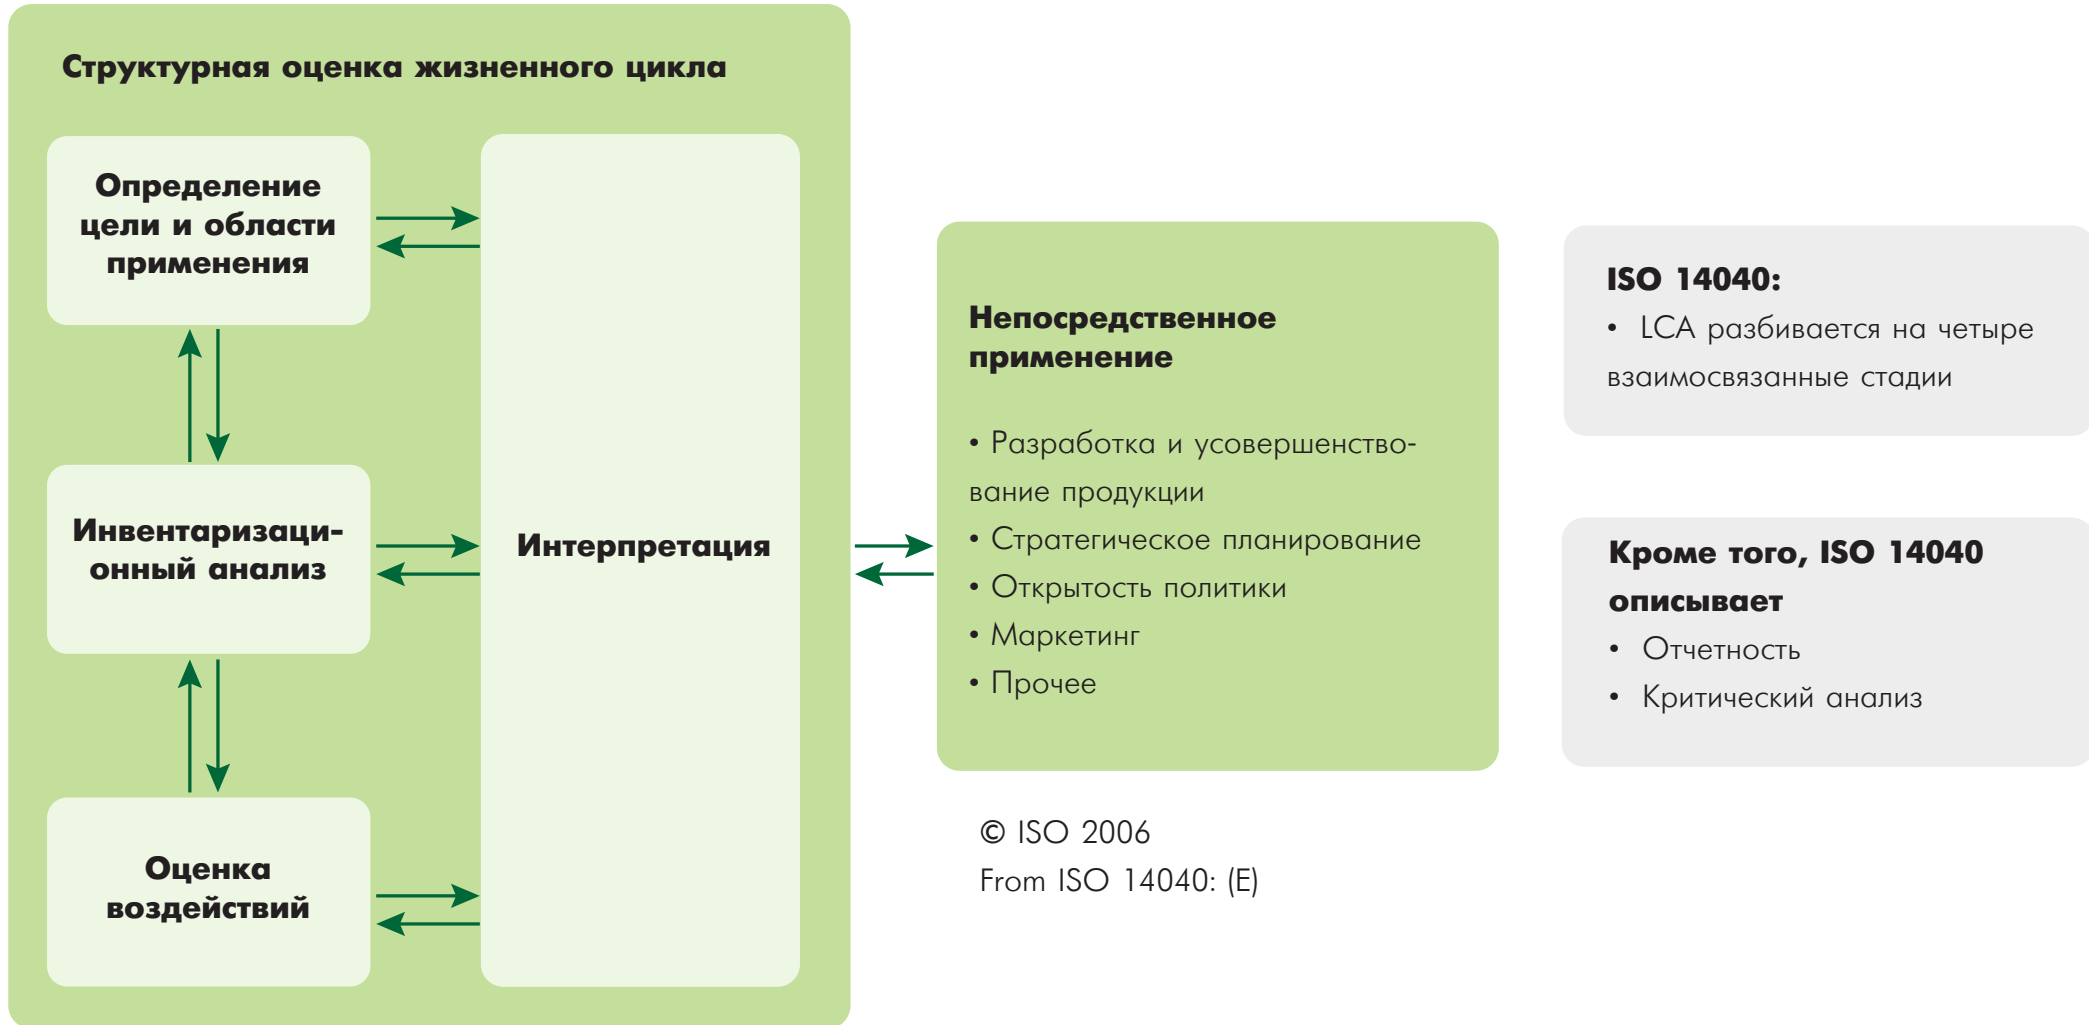 Структурная оценка жизненного цикла
Определение
цели и области
применения
Инвентаризаци-
онный анализ
Оценка
воздействий
Интерпретация
Непосредственное
применение
• Разработка и усовершенство-
вание продукции
• Стратегическое планирование
• Открытость политики
• Маркетинг
• Прочее
© ISO 2006
From ISO 14040: (E)
ISO 14040:
• LCA разбивается на четыре
взаимосвязанные стадии
Кроме того, ISO 14040
описывает
• Отчетность
• Критический анализ